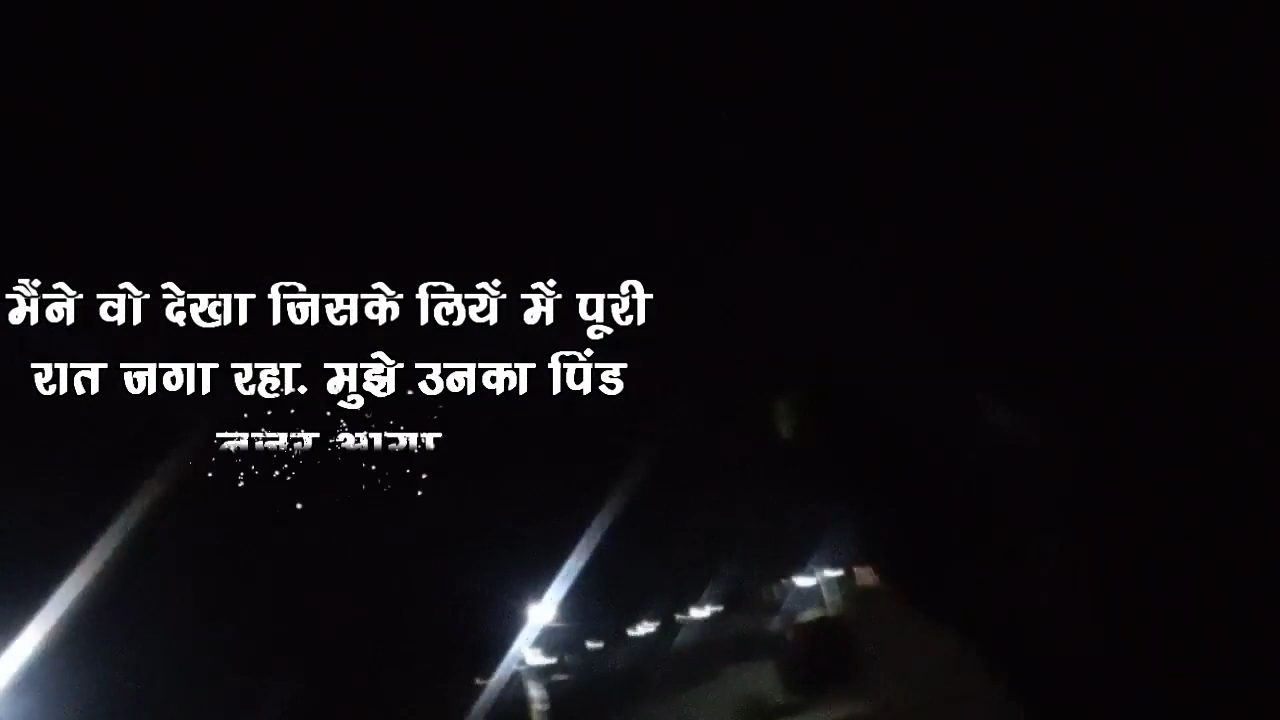 मैंने वो देखा जिसके लियें में पूरी
रात जगा रहा. मुझे उनका पिंड